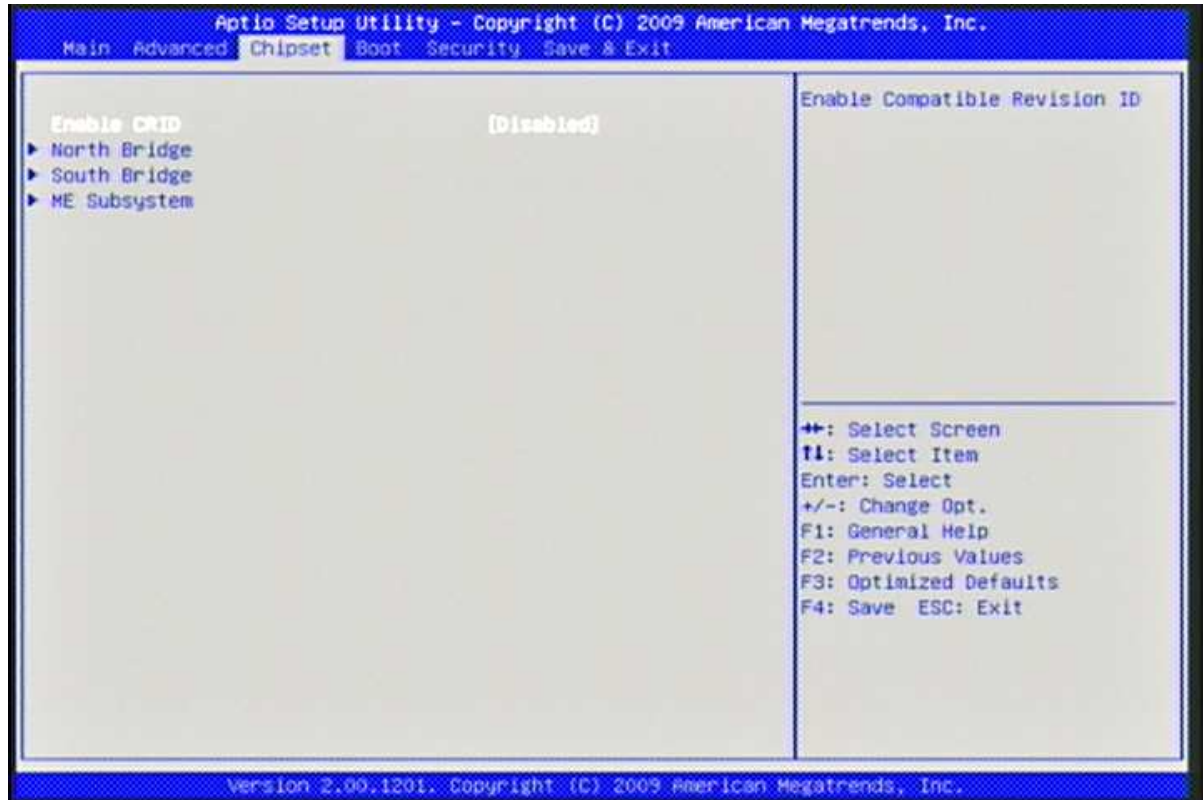 Aptio Setup Utility - Copyright (C) 2009 American Megatrends, Inc.
Main Advanced Chipset Boot Security Save & Exit
Enable CRID [Disabled]
► North Bridge
► South Bridge
► ME Subsystem
Enable Compatible Revision ID
→←: Select Screen
↑↓: Select Item
Enter: Select
+/-: Change Opt.
F1: General Help
F2: Previous Values
F3: Optimized Defaults
F4: Save ESC: Exit
Version 2.00.1201. Copyright (C) 2009 American Megatrends, Inc.